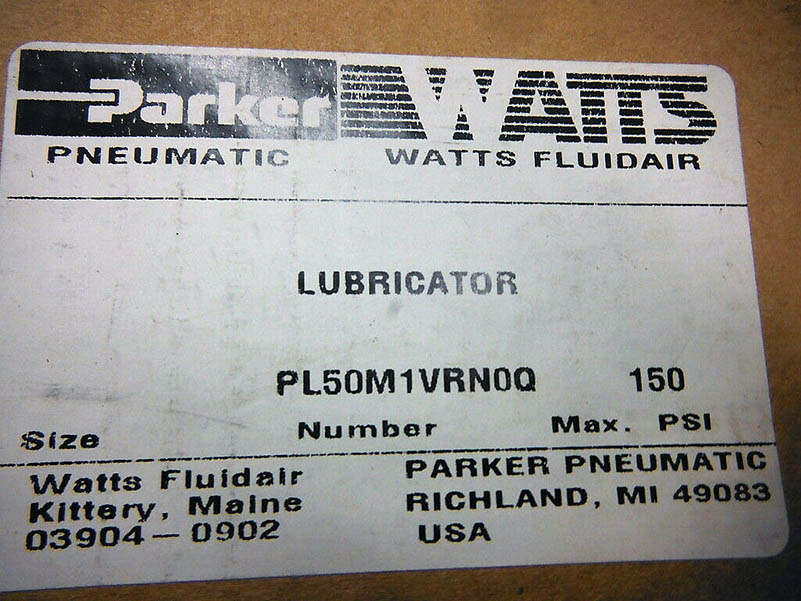 Parker WATTS
PNEUMATIC WATTS FLUIDAIR
LUBRICATOR
PL50M1VRN0Q 150
Size Number Max. PSI
Watts Fluidair
Kittery, Maine
03904-0902
PARKER PNEUMATIC
RICHLAND, MI 49083
USA